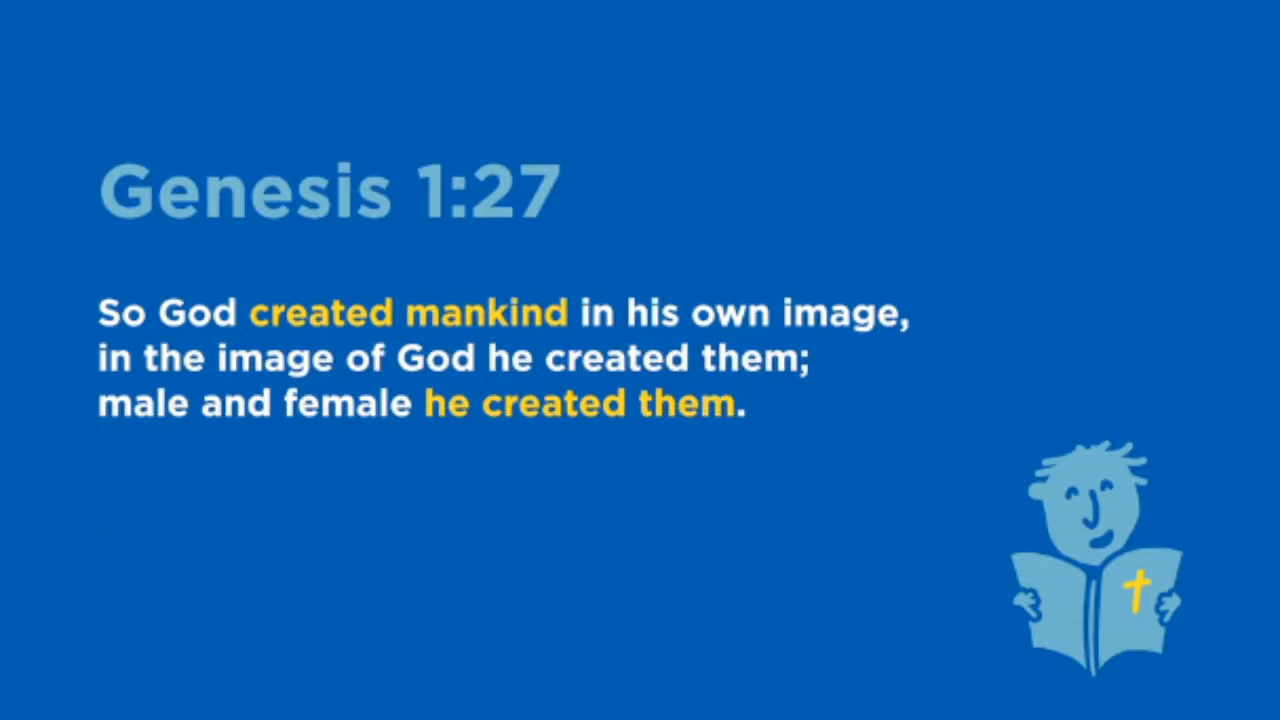 Genesis 1:27
So God created mankind in his own image,
in the image of God he created them;
male and female he created them.